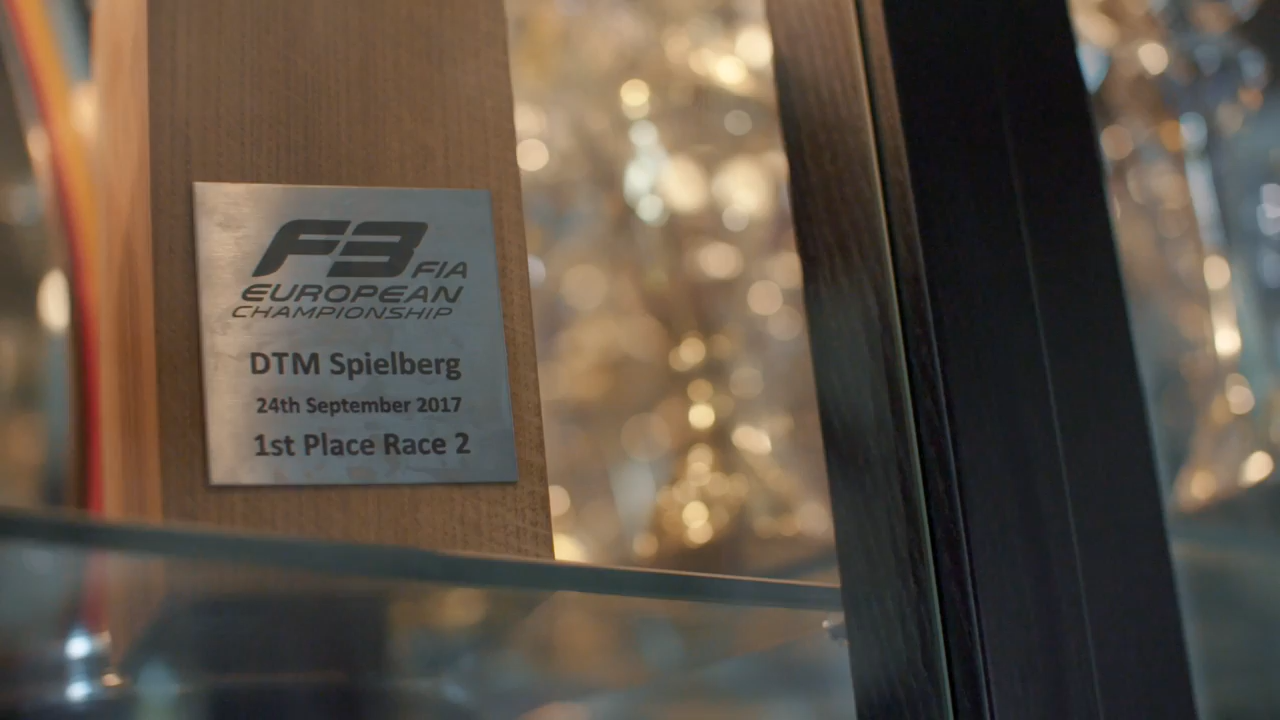 F3 FIA
EUROPEAN
CHAMPIONSHIP
DTM Spielberg
24th September 2017
1st Place Race 2